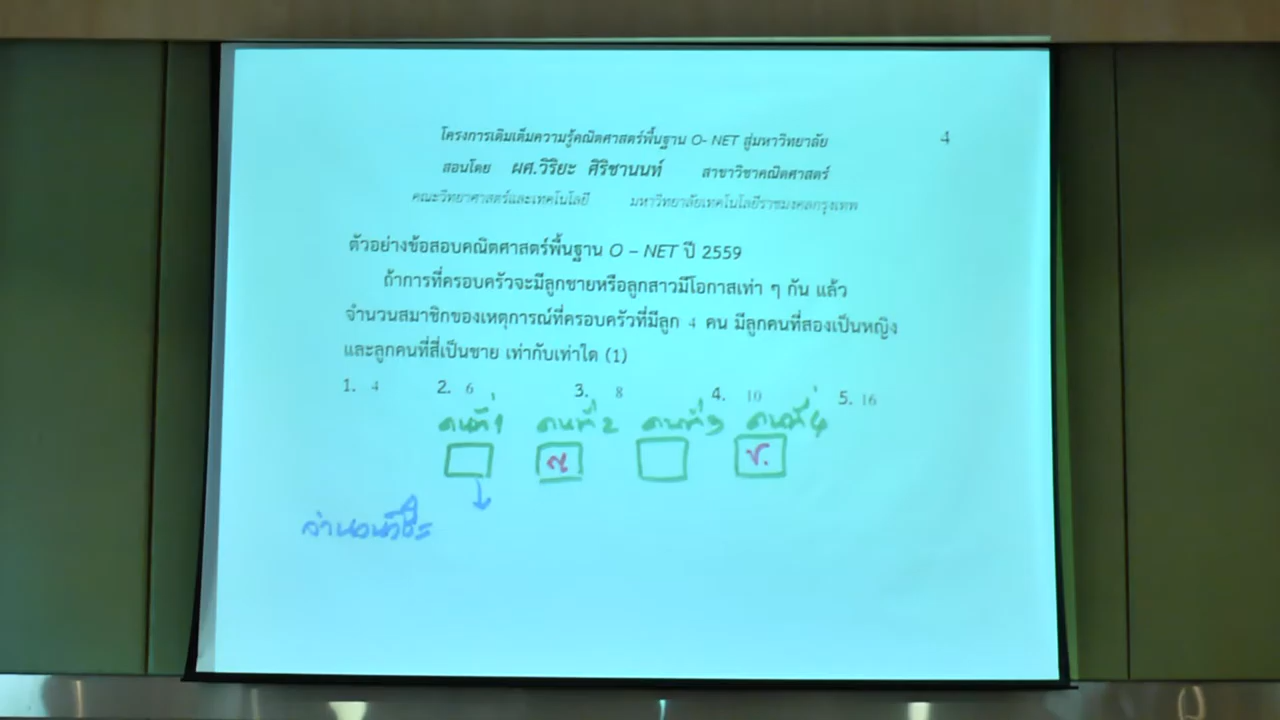 โครงการเติมเต็มความรู้คณิตศาสตร์พื้นฐาน O- NET สู่มหาวิทยาลัย 4
สอนโดย ผศ.วิริยะ ศิริชานนท์ สาขาวิชาคณิตศาสตร์
คณะวิทยาศาสตร์และเทคโนโลยี มหาวิทยาลัยเทคโนโลยีราชมงคลกรุงเทพ
ตัวอย่างข้อสอบคณิตศาสตร์พื้นฐาน O – NET ปี 2559
ถ้าการที่ครอบครัวจะมีลูกชายหรือลูกสาวมีโอกาสเท่า ๆ กัน แล้ว
จำนวนสมาชิกของเหตุการณ์ที่ครอบครัวที่มีลูก 4 คน มีลูกคนที่สองเป็นหญิง
และลูกคนที่สี่เป็นชาย เท่ากับเท่าใด (1)
1. 4 2. 6 3. 8 4. 10 5. 16
คนที่ 1 คนที่ 2 คนที่ 3 คนที่ 4
ญ ช.
จำนวนวิธี